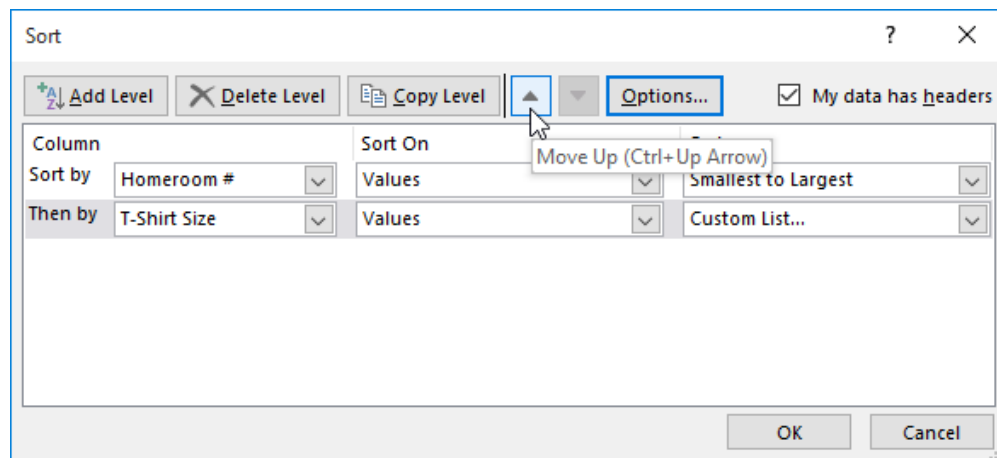 Sort ?
Add Level Delete Level Copy Level Options... My data has headers
Column Sort On
Move Up (Ctrl+Up Arrow)
Sort by Homeroom # Values Smallest to Largest
Then by T-Shirt Size Values Custom List...
OK Cancel